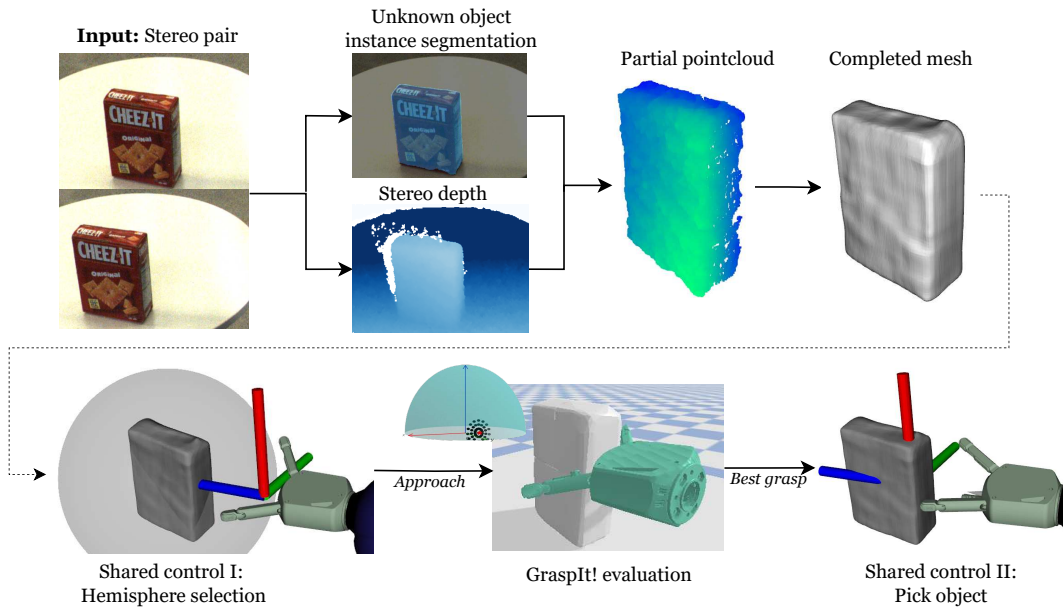 Input: Stereo pair
Unknown object
instance segmentation
Partial pointcloud
Completed mesh
CHEEZ-IT
ORIGINAL
CHEEZ-IT
ORIGINAL
CHEEZ-IT
ORIGINAL
Stereo depth
Approach
Best grasp
Shared control I:
Hemisphere selection
GraspIt! evaluation
Shared control II:
Pick object